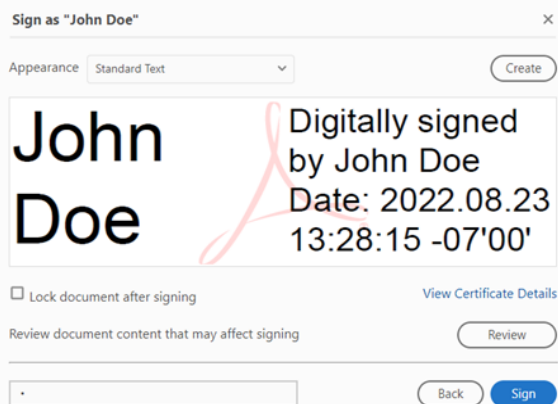 Sign as "John Doe"
Appearance Standard Text
Create
John
Doe
Digitally signed
by John Doe
Date: 2022.08.23
13:28:15 -07'00'
Lock document after signing
View Certificate Details
Review document content that may affect signing
Review
Back
Sign